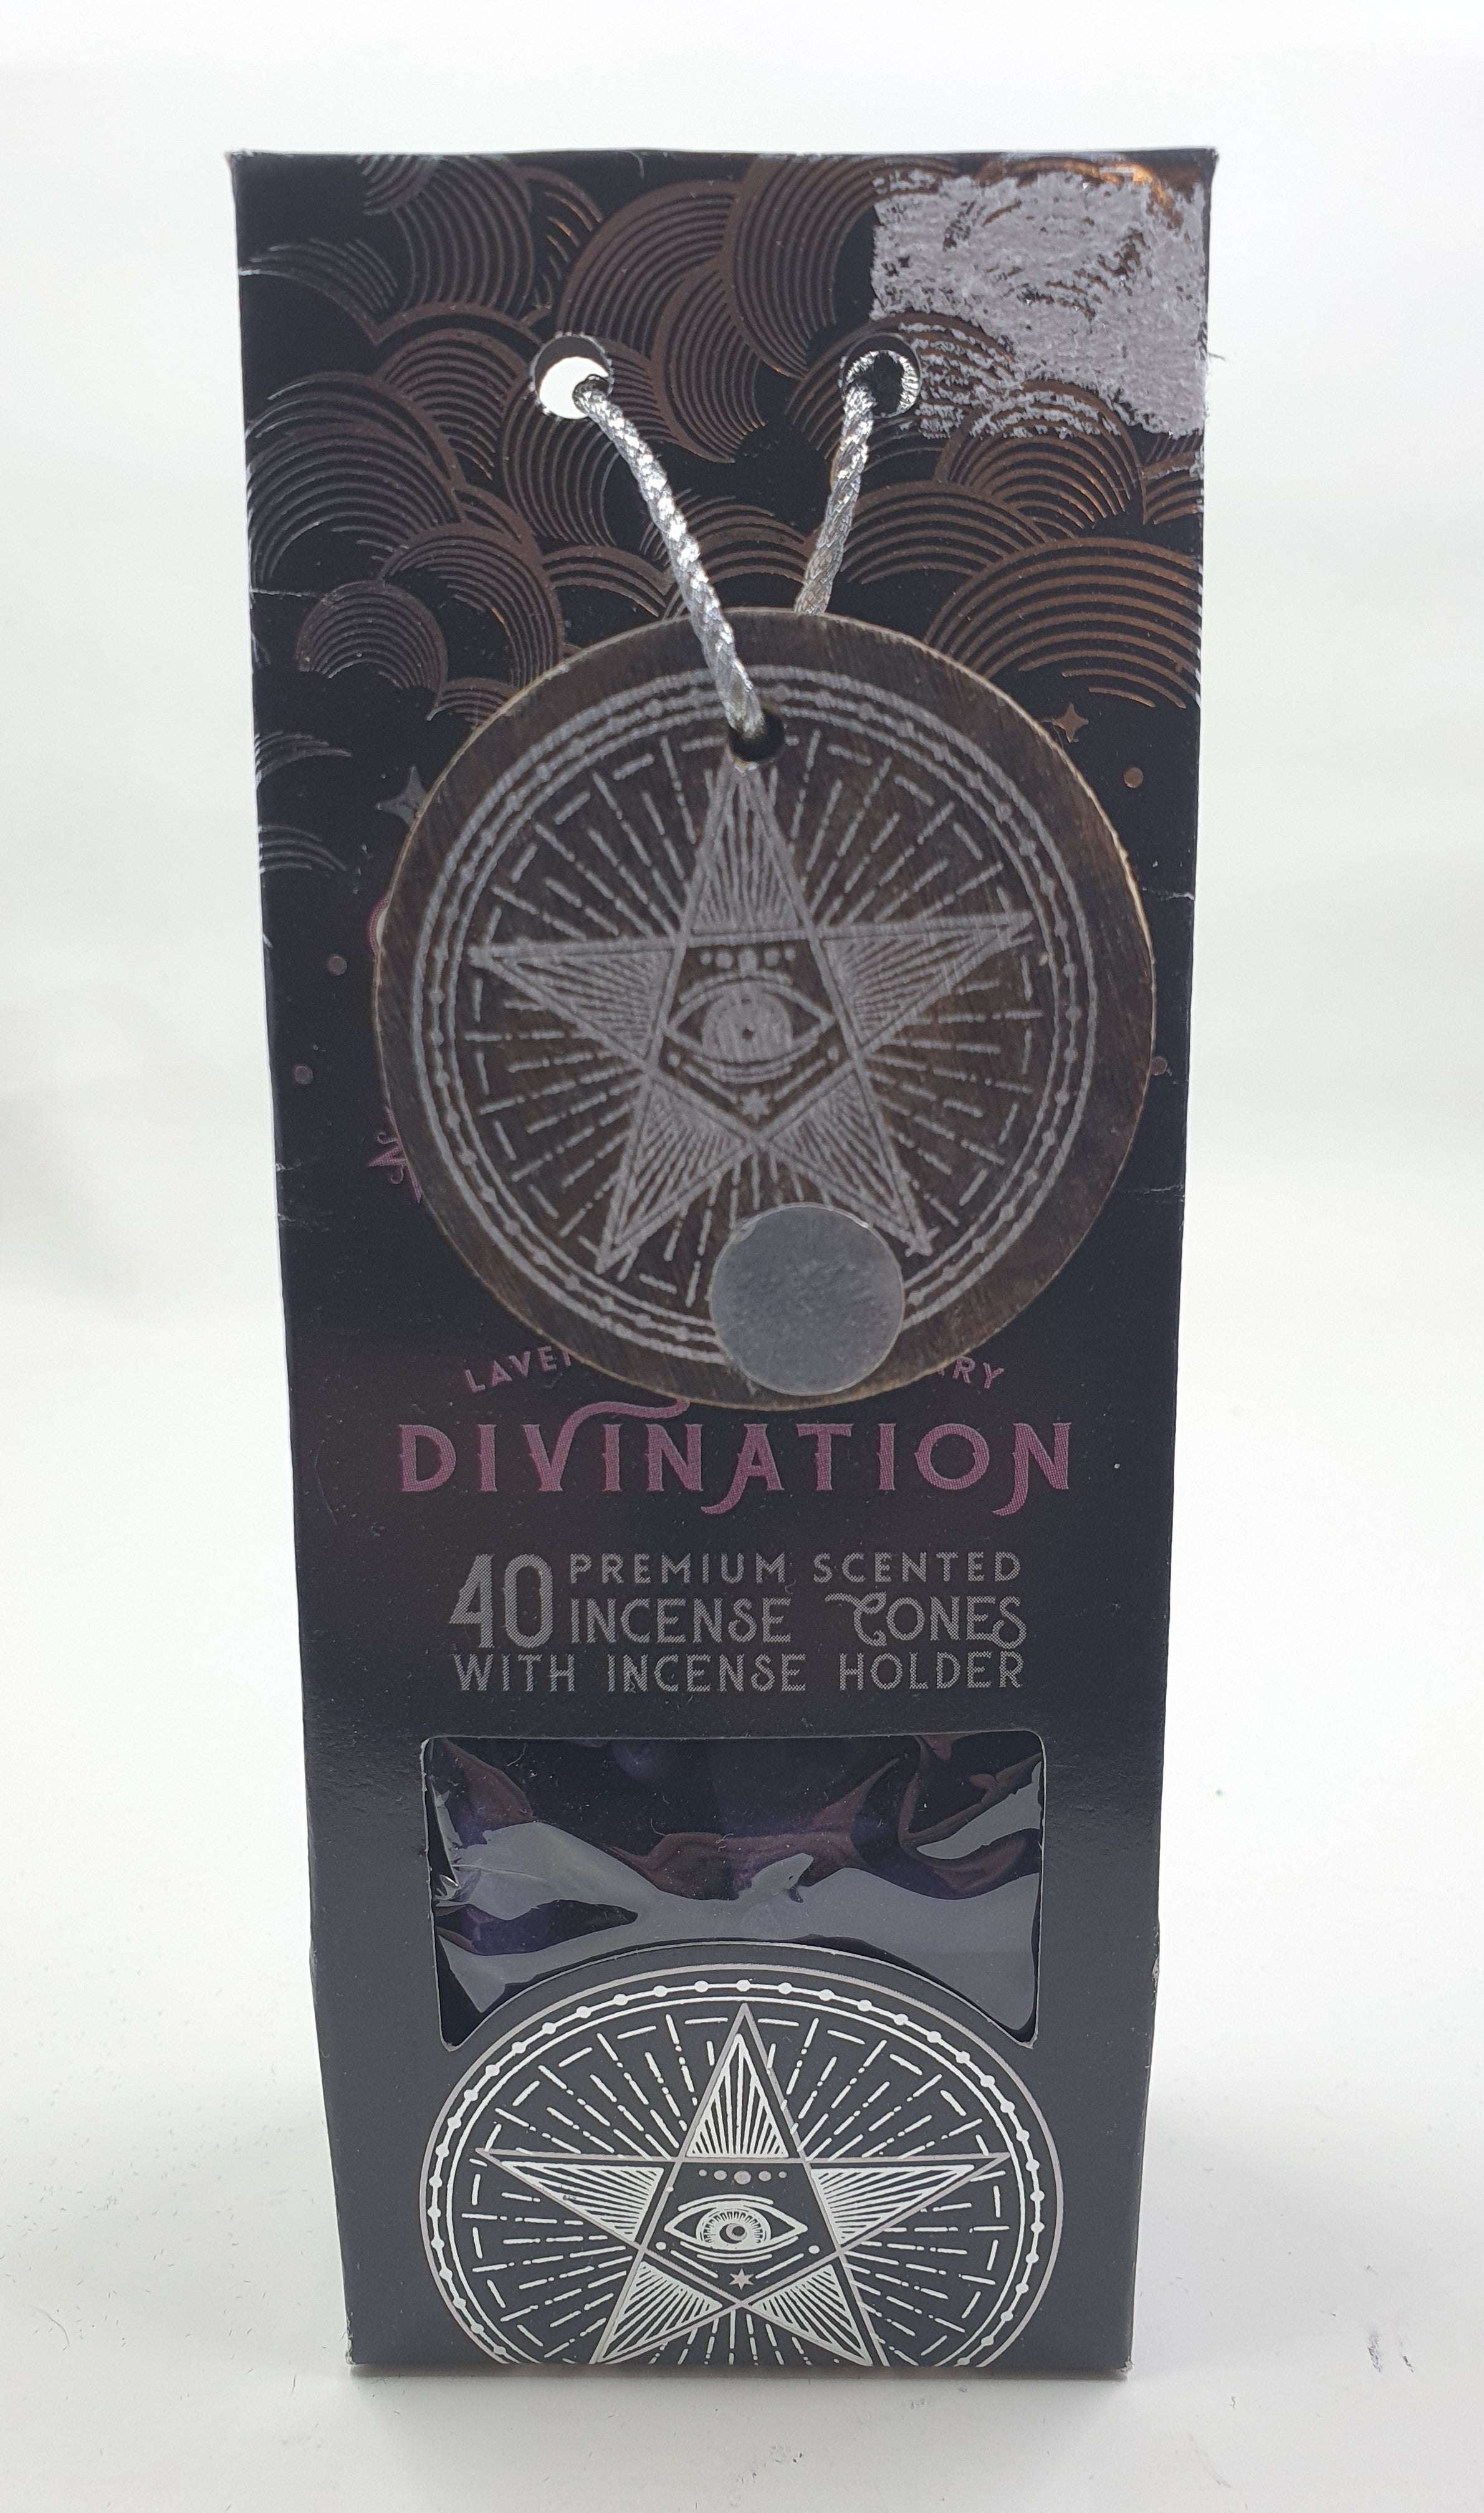 DIVINATION
40 PREMIUM SCENTED
INCENSE CONES
WITH INCENSE HOLDER